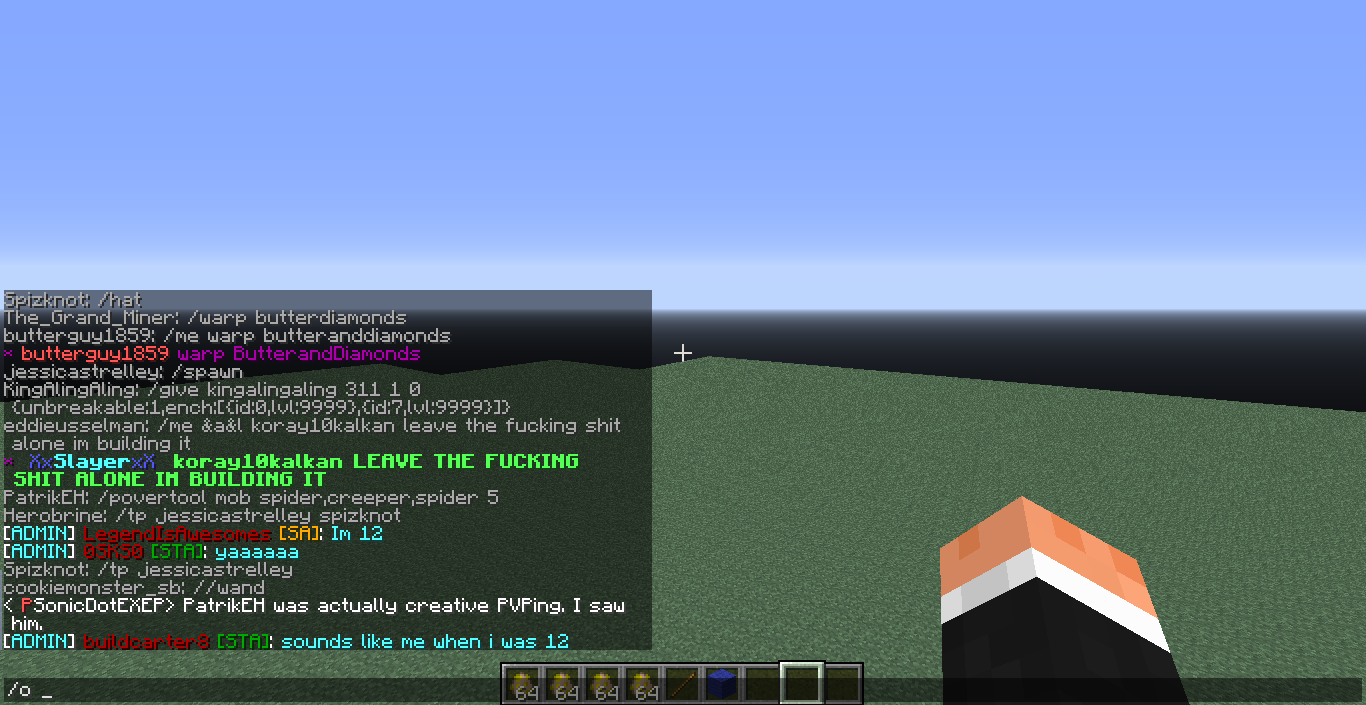 Spizknot: /hat
The_Grand_Miner: /warp butterdiamonds
butterguy1859: /me warp butteranddiamonds
* butterguy1859 warp ButterandDiamonds
jessicastrelley: /spawn
KingAlingAling: /give kingalingaling 311 1 0
{unbreakable:1,ench:[{id:0,lvl:9999},{id:7,lvl:9999}]}
eddieusselman: /me &a&l koray10kalkan leave the fucking shit
alone im building it
* XxSlayerxX koray10kalkan LEAVE THE FUCKING
SHIT ALONE IM BUILDING IT
PatrikEH: /povertool mob spider,creeper,spider 5
Herobrine: /tp jessicastrelley spizknot
[ADMIN] LegendIsAwesomes [SA]: Im 12
[ADMIN] OSKSO [STA]: yaaaaaa
Spizknot: /tp jessicastrelley
cookiemonster_sb: //wand
< PSonicDotEXEP> PatrikEH was actually creative PVPing. I saw
him.
[ADMIN] buildcarter8 [STA]: sounds like me when i was 12
/o _
64 64 64 64